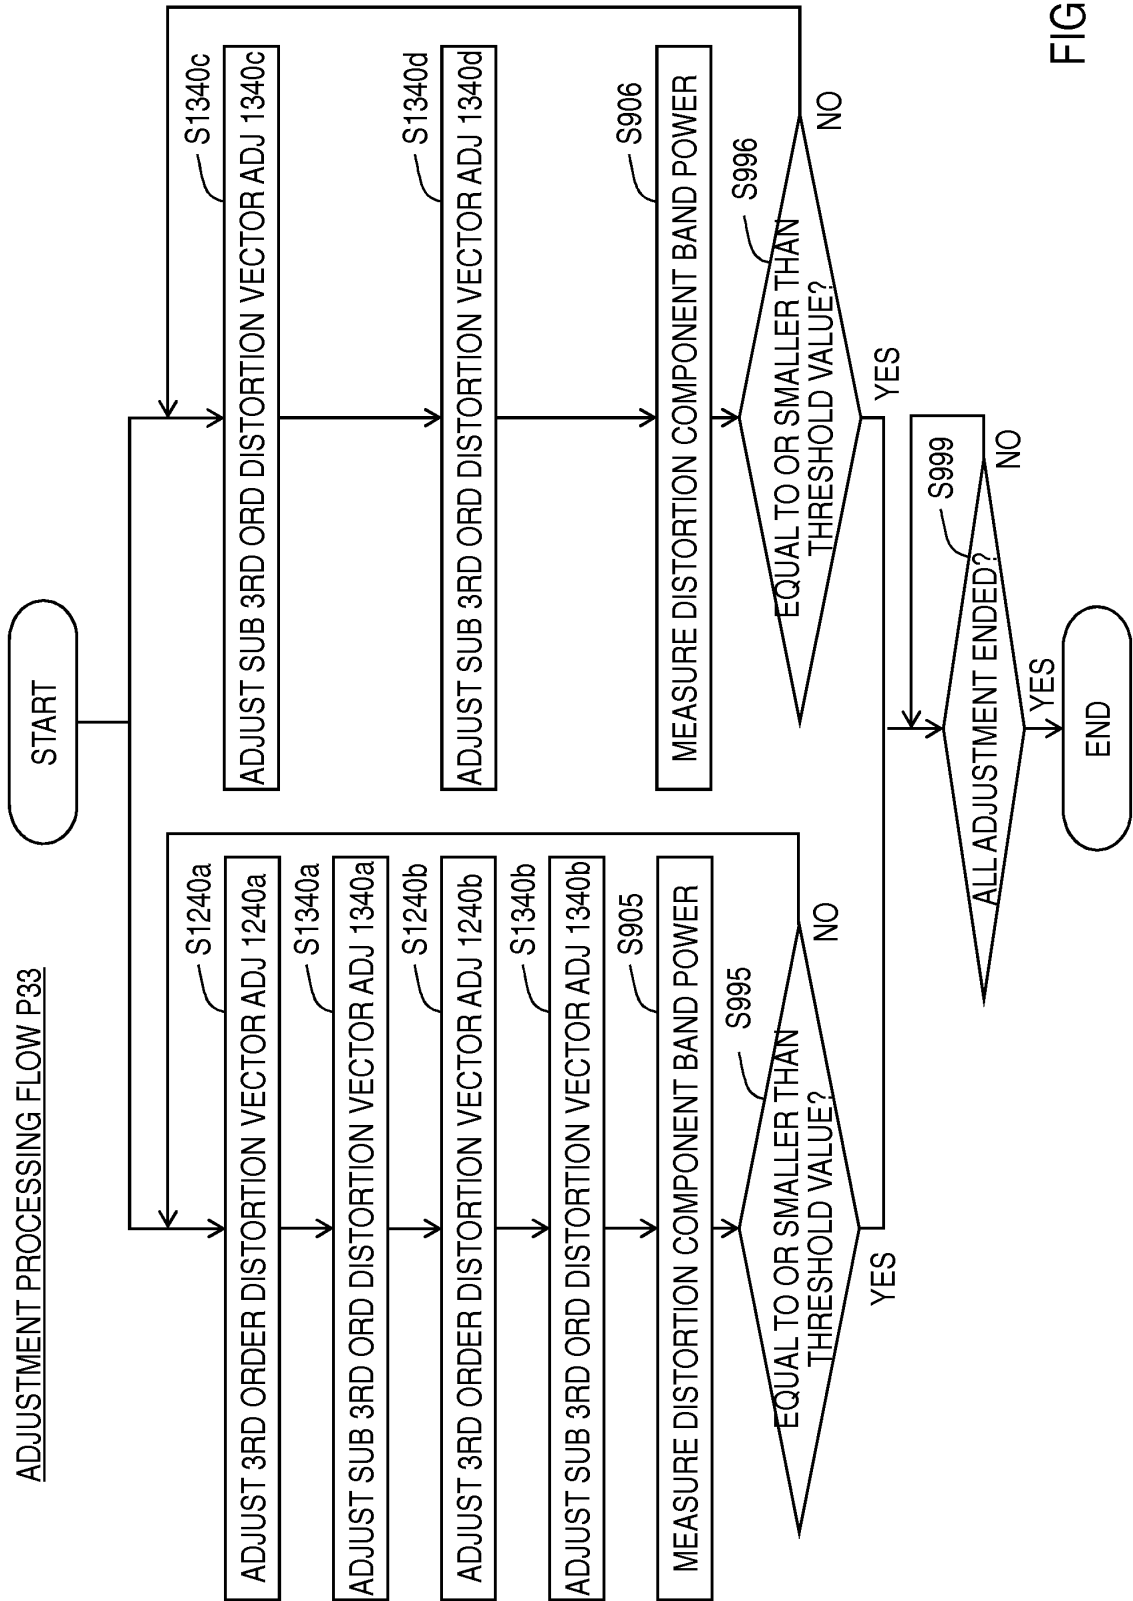 ADJUSTMENT PROCESSING FLOW P33
START
S1240a
ADJUST 3RD ORDER DISTORTION VECTOR ADJ 1240a
S1340a
ADJUST SUB 3RD ORD DISTORTION VECTOR ADJ 1340a
S1240b
ADJUST 3RD ORDER DISTORTION VECTOR ADJ 1240b
S1340b
ADJUST SUB 3RD ORD DISTORTION VECTOR ADJ 1340b
S905
MEASURE DISTORTION COMPONENT BAND POWER
S995
EQUAL TO OR SMALLER THAN
THRESHOLD VALUE?
NO
YES
S1340c
ADJUST SUB 3RD ORD DISTORTION VECTOR ADJ 1340c
S1340d
ADJUST SUB 3RD ORD DISTORTION VECTOR ADJ 1340d
S906
MEASURE DISTORTION COMPONENT BAND POWER
S996
EQUAL TO OR SMALLER THAN
THRESHOLD VALUE?
NO
YES
S999
ALL ADJUSTMENT ENDED?
NO
YES
END
FIG